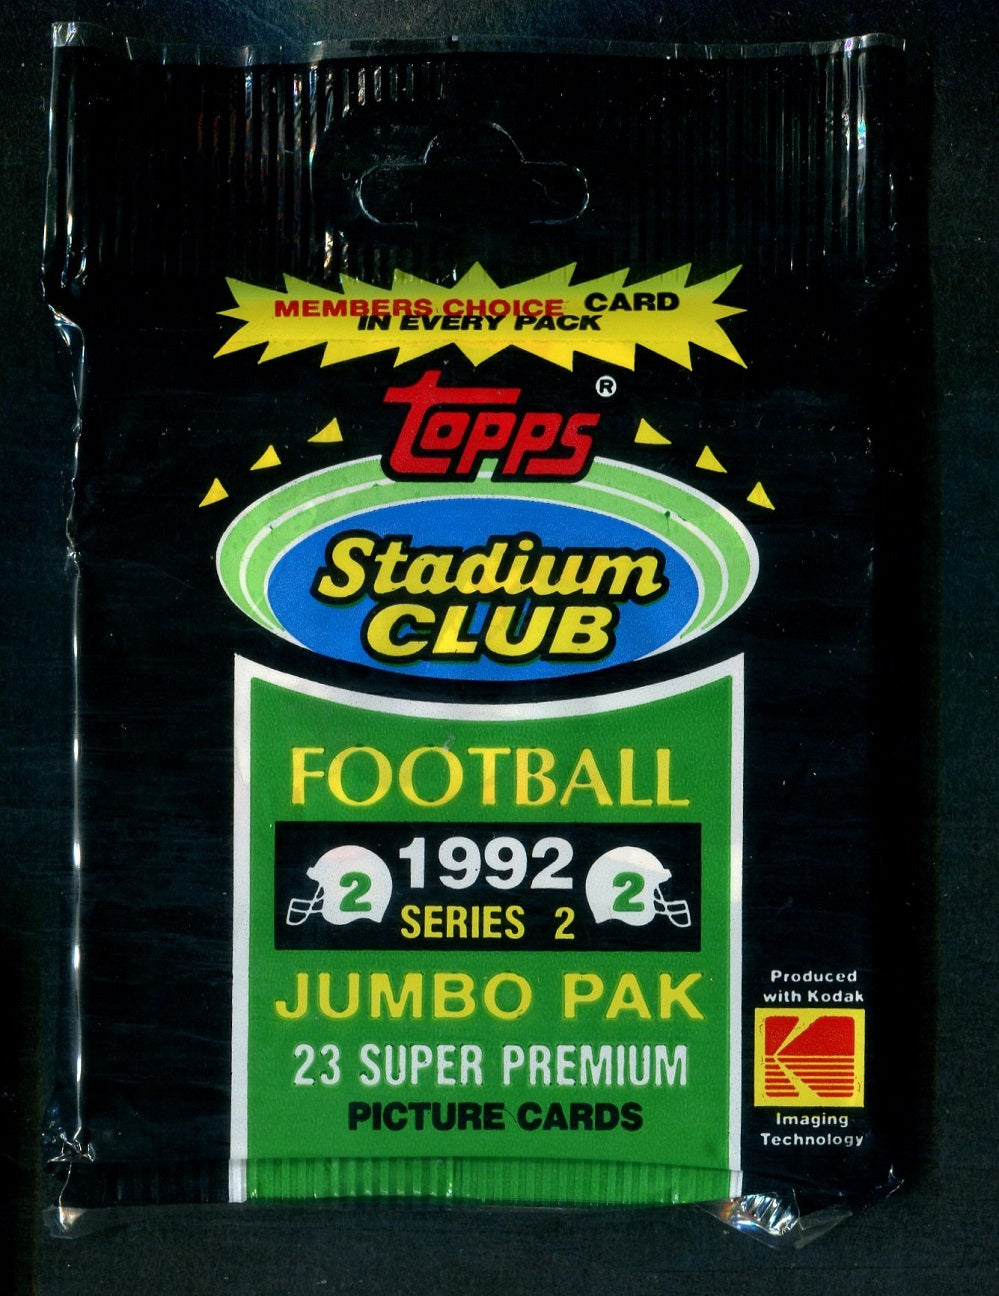 MEMBERS CHOICE CARD
IN EVERY PACK
Topps ®
Stadium
CLUB
FOOTBALL
2 1992 2
SERIES 2
JUMBO PAK
23 SUPER PREMIUM
PICTURE CARDS
Produced
with Kodak
K
Imaging
Technology